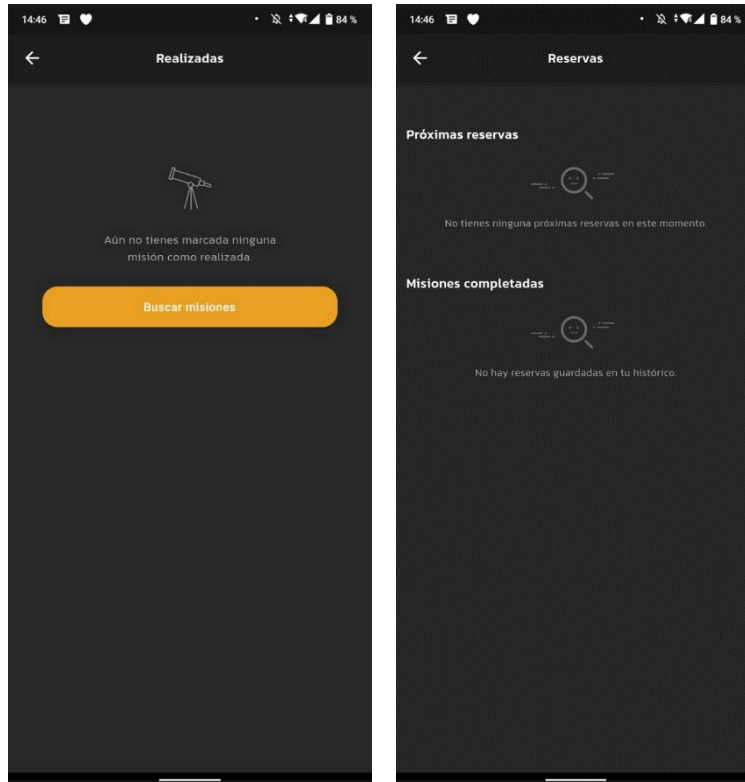 14:46
84 %
Realizadas
Aún no tienes marcada ninguna
misión como realizada
Buscar misiones
14:46
84 %
Reservas
Próximas reservas
No tienes ninguna próximas reservas en este momento.
Misiones completadas
No hay reservas guardadas en tu histórico.